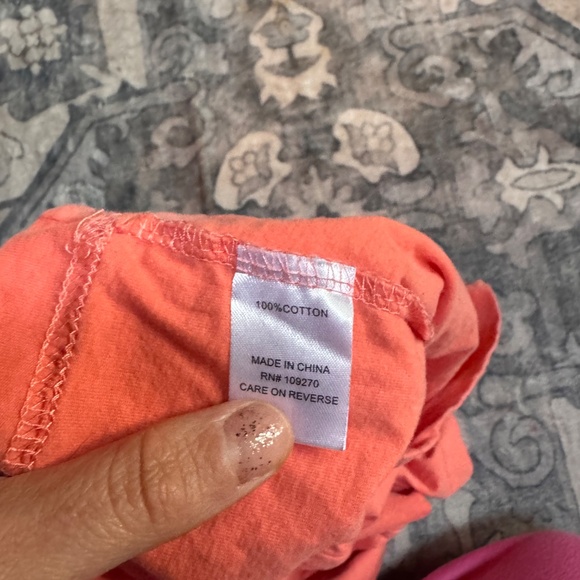 100%COTTON
MADE IN CHINA
RN# 109270
CARE ON REVERSE